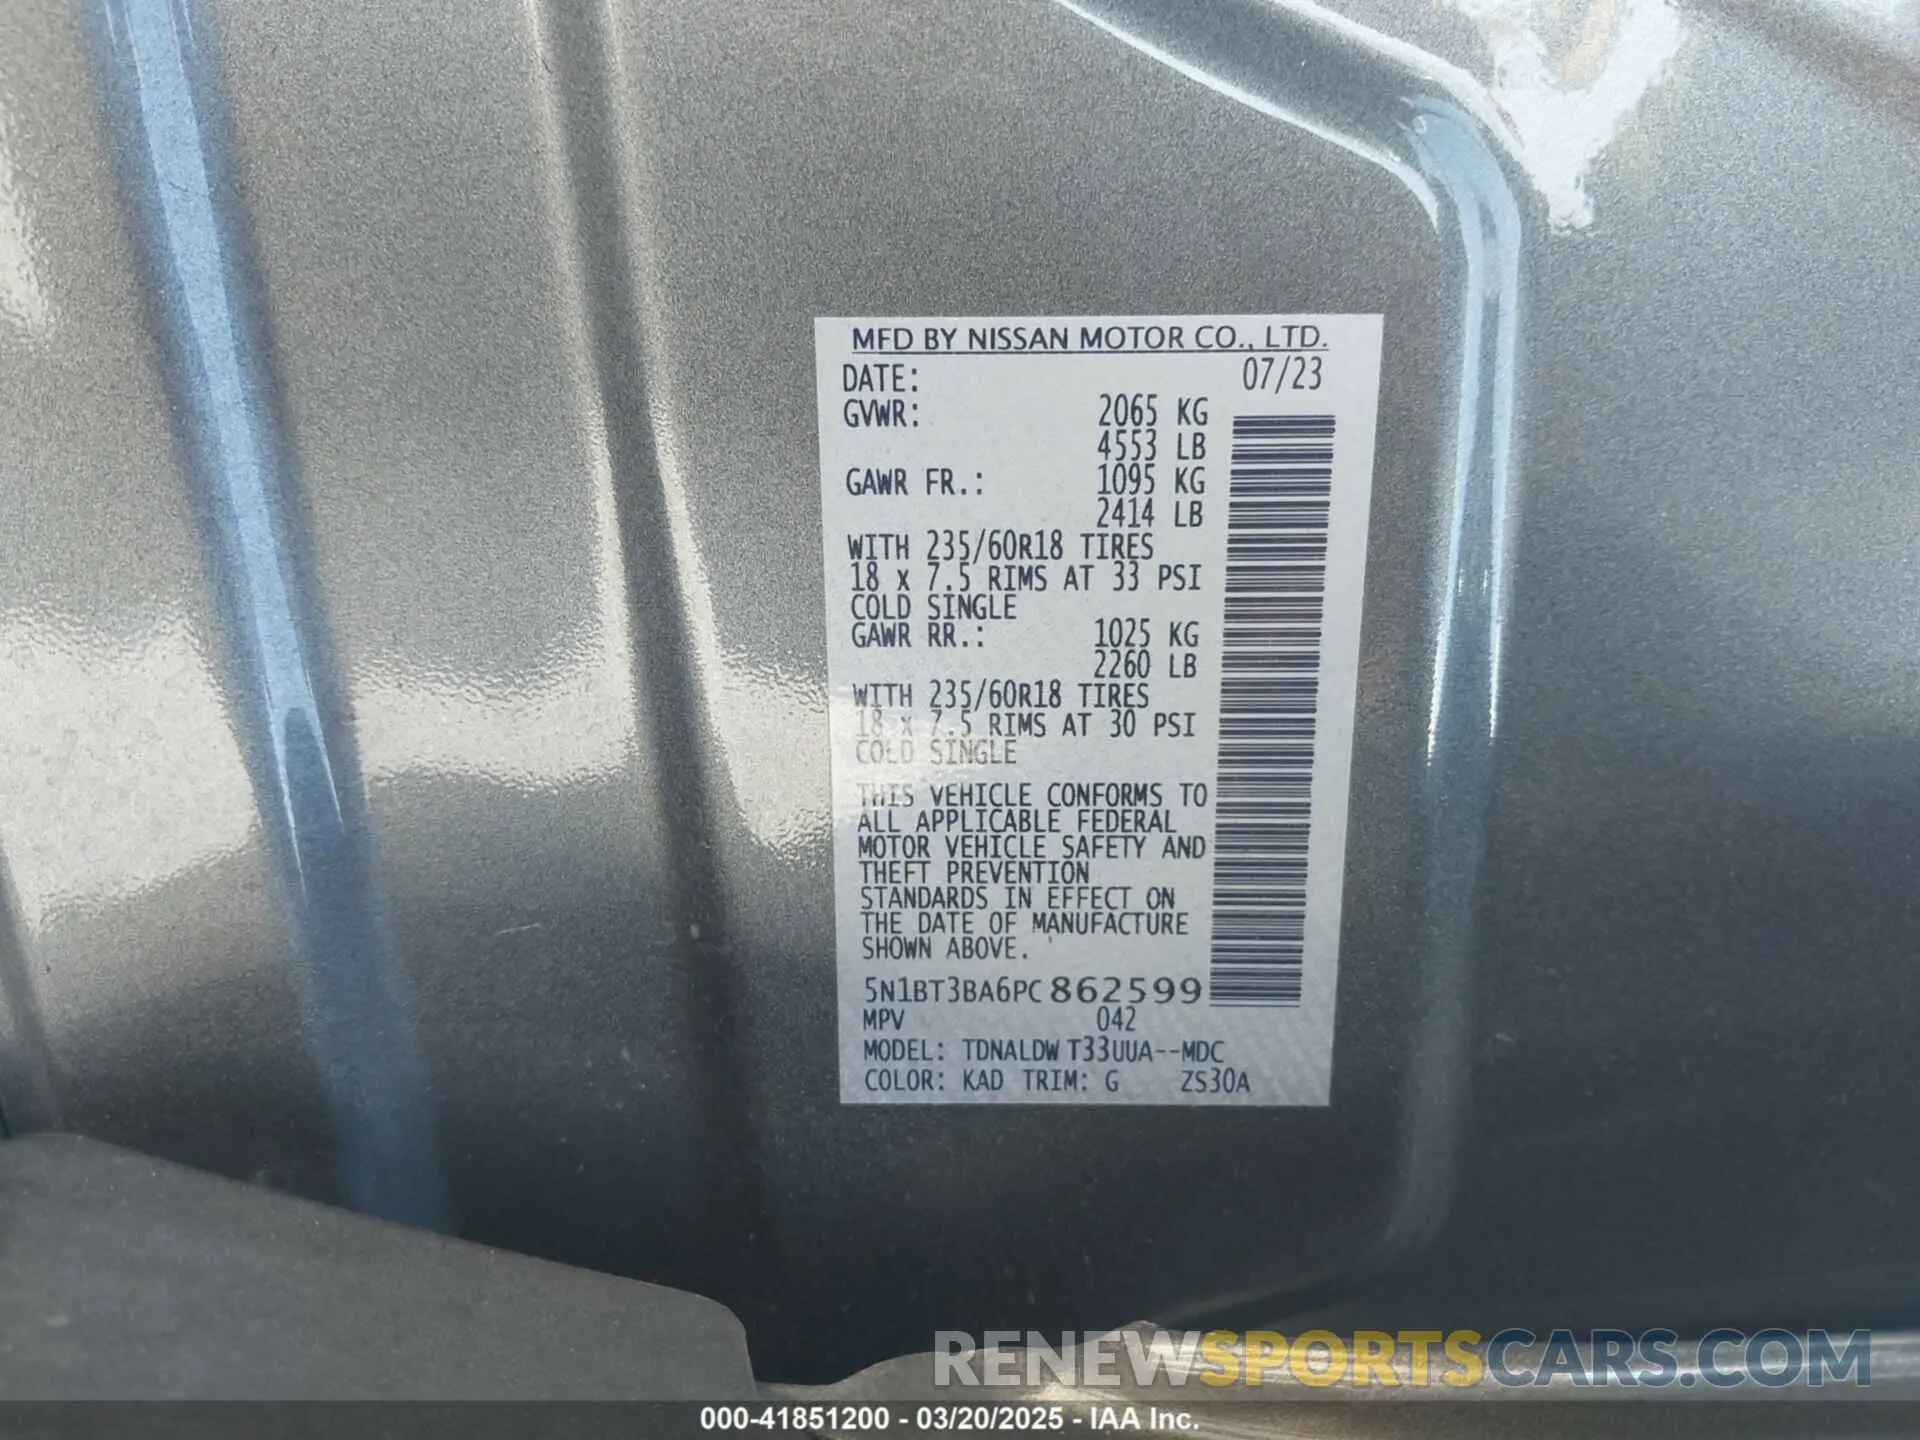 MFD BY NISSAN MOTOR CO., LTD.
DATE: 07/23
GVWR: 2065 KG
4553 LB
GAWR FR.: 1095 KG
2414 LB
WITH 235/60R18 TIRES
18 x 7.5 RIMS AT 33 PSI
COLD SINGLE
GAWR RR.: 1025 KG
2260 LB
WITH 235/60R18 TIRES
18 x 7.5 RIMS AT 30 PSI
COLD SINGLE
THIS VEHICLE CONFORMS TO
ALL APPLICABLE FEDERAL
MOTOR VEHICLE SAFETY AND
THEFT PREVENTION
STANDARDS IN EFFECT ON
THE DATE OF MANUFACTURE
SHOWN ABOVE.
5N1BT3BA6PC862599
MPV 042
MODEL: TDNALDW T33UUA--MDC
COLOR: KAD TRIM: G ZS30A
RENEWSPORTSCARS.COM
000-41851200 - 03/20/2025 - IAA Inc.